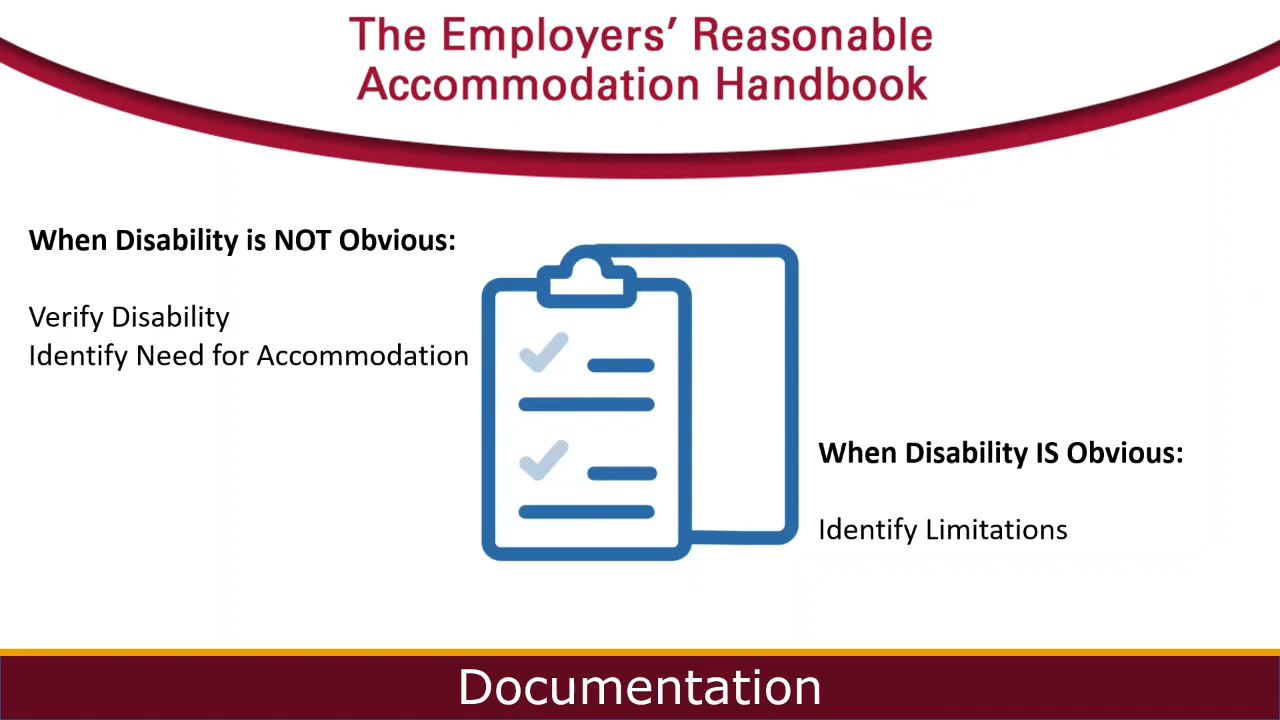 The Employers’ Reasonable
Accommodation Handbook
When Disability is NOT Obvious:
Verify Disability
Identify Need for Accommodation
When Disability IS Obvious:
Identify Limitations
Documentation